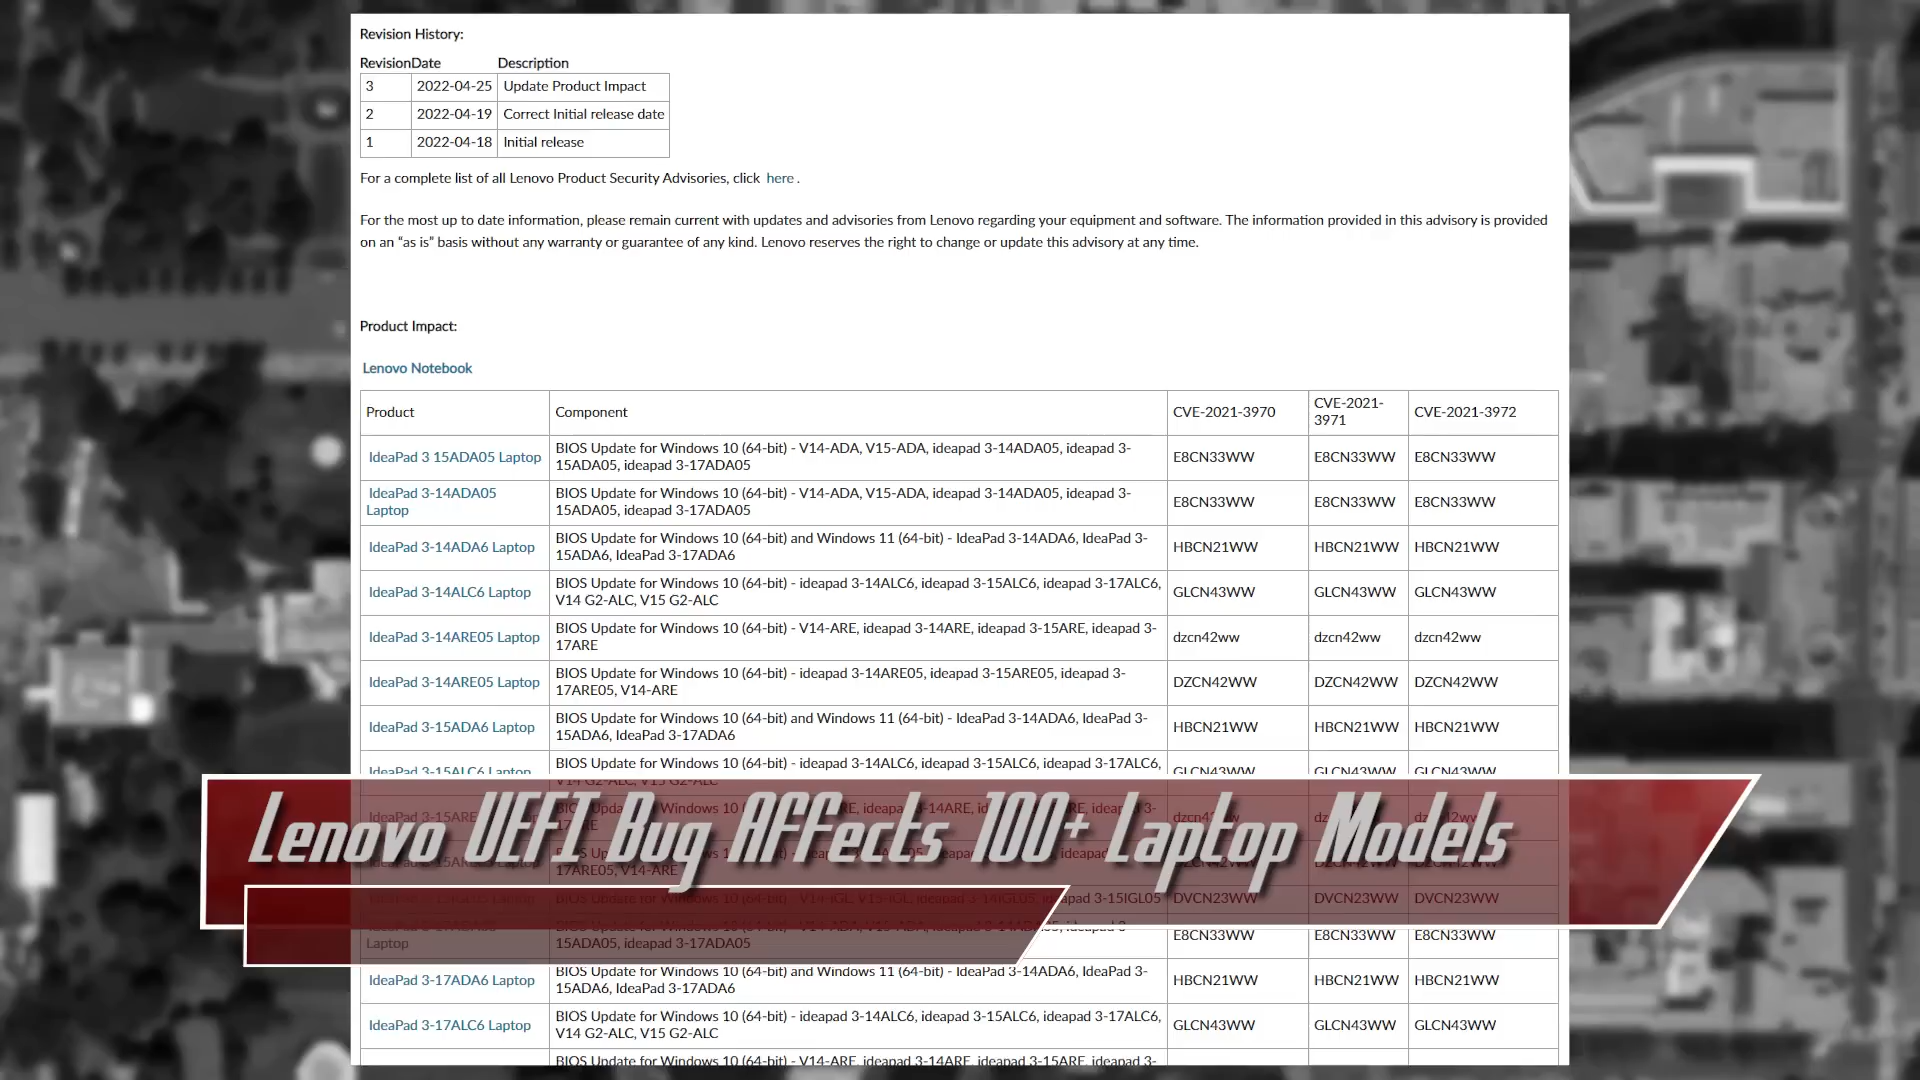 Revision History:
RevisionDate Description
3 2022-04-25 Update Product Impact
2 2022-04-19 Correct Initial release date
1 2022-04-18 Initial release
For a complete list of all Lenovo Product Security Advisories, click here .
For the most up to date information, please remain current with updates and advisories from Lenovo regarding your equipment and software. The information provided in this advisory is provided
on an “as is” basis without any warranty or guarantee of any kind. Lenovo reserves the right to change or update this advisory at any time.
Product Impact:
Lenovo Notebook
Product Component CVE-2021-3970 CVE-2021-
3971 CVE-2021-3972
IdeaPad 3 15ADA05 Laptop BIOS Update for Windows 10 (64-bit) - V14-ADA, V15-ADA, ideapad 3-14ADA05, ideapad 3-
15ADA05, ideapad 3-17ADA05 E8CN33WW E8CN33WW E8CN33WW
IdeaPad 3-14ADA05
Laptop BIOS Update for Windows 10 (64-bit) - V14-ADA, V15-ADA, ideapad 3-14ADA05, ideapad 3-
15ADA05, ideapad 3-17ADA05 E8CN33WW E8CN33WW E8CN33WW
IdeaPad 3-14ADA6 Laptop BIOS Update for Windows 10 (64-bit) and Windows 11 (64-bit) - IdeaPad 3-14ADA6, IdeaPad 3-
15ADA6, IdeaPad 3-17ADA6 HBCN21WW HBCN21WW HBCN21WW
IdeaPad 3-14ALC6 Laptop BIOS Update for Windows 10 (64-bit) - ideapad 3-14ALC6, ideapad 3-15ALC6, ideapad 3-17ALC6,
V14 G2-ALC, V15 G2-ALC GLCN43WW GLCN43WW GLCN43WW
IdeaPad 3-14ARE05 Laptop BIOS Update for Windows 10 (64-bit) - V14-ARE, ideapad 3-14ARE, ideapad 3-15ARE, ideapad 3-
17ARE dzcn42ww dzcn42ww dzcn42ww
IdeaPad 3-14ARE05 Laptop BIOS Update for Windows 10 (64-bit) - ideapad 3-14ARE05, ideapad 3-15ARE05, ideapad 3-
17ARE05, V14-ARE DZCN42WW DZCN42WW DZCN42WW
IdeaPad 3-15ADA6 Laptop BIOS Update for Windows 10 (64-bit) and Windows 11 (64-bit) - IdeaPad 3-14ADA6, IdeaPad 3-
15ADA6, IdeaPad 3-17ADA6 HBCN21WW HBCN21WW HBCN21WW
IdeaPad 3-15ALC6 Laptop BIOS Update for Windows 10 (64-bit) - ideapad 3-14ALC6, ideapad 3-15ALC6, ideapad 3-17ALC6,
V14 G2-ALC, V15 G2-ALC GLCN43WW GLCN43WW GLCN43WW
Lenovo UEFI Bug Affects 100+ Laptop Models
17ARE05, V14-ARE
ideapad 3-15IGL05 DVCN23WW DVCN23WW DVCN23WW
Laptop
15ADA05, ideapad 3-17ADA05 E8CN33WW E8CN33WW E8CN33WW
IdeaPad 3-17ADA6 Laptop BIOS Update for Windows 10 (64-bit) and Windows 11 (64-bit) - IdeaPad 3-14ADA6, IdeaPad 3-
15ADA6, IdeaPad 3-17ADA6 HBCN21WW HBCN21WW HBCN21WW
IdeaPad 3-17ALC6 Laptop BIOS Update for Windows 10 (64-bit) - ideapad 3-14ALC6, ideapad 3-15ALC6, ideapad 3-17ALC6,
V14 G2-ALC, V15 G2-ALC GLCN43WW GLCN43WW GLCN43WW
BIOS Update for Windows 10 (64-bit) - V14-ARE, ideapad 3-14ARE, ideapad 3-15ARE, ideapad 3-